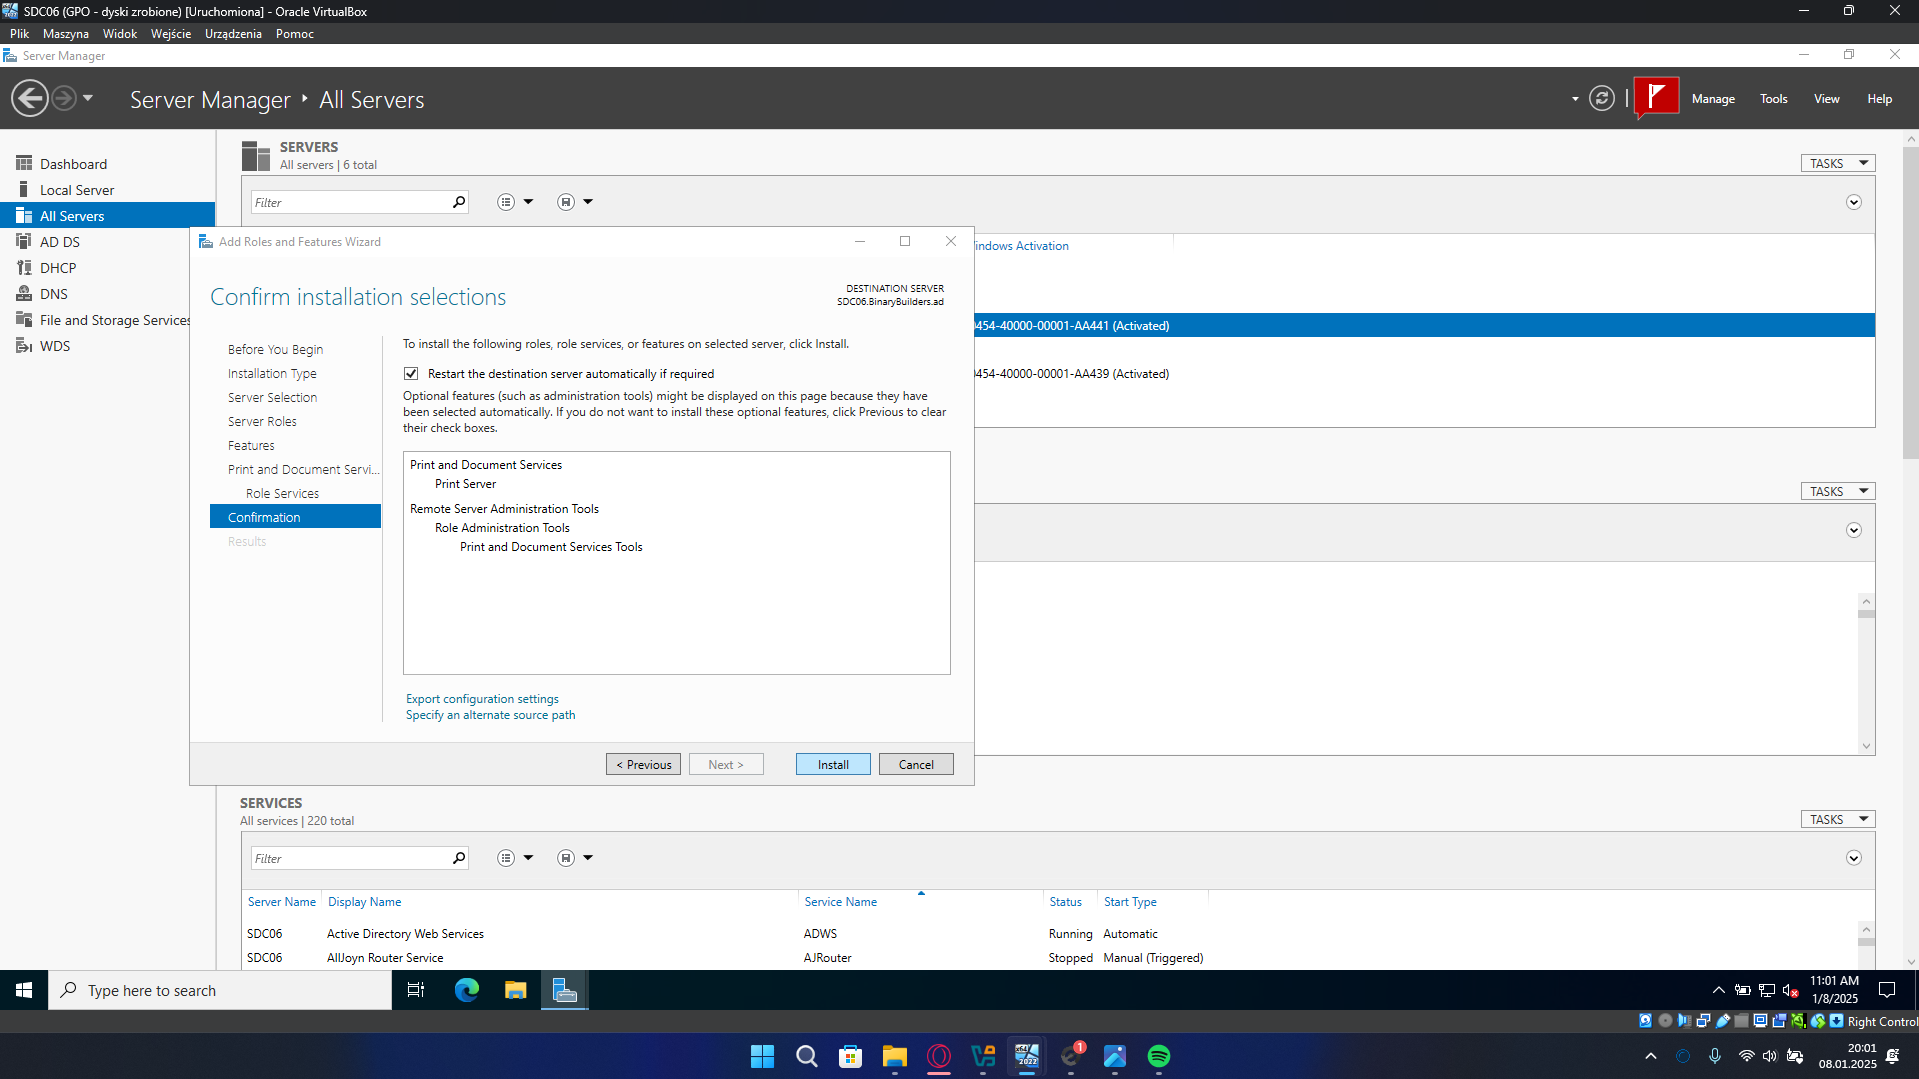 SDC06 (GPO - dyski zrobione) [Uruchomiona] - Oracle VirtualBox
Plik Maszyna Widok Wejście Urządzenia Pomoc
Server Manager
Server Manager ‣ All Servers
Manage Tools View Help
Dashboard
Local Server
All Servers
AD DS
DHCP
DNS
File and Storage Services
WDS
SERVERS
All servers | 6 total
TASKS
Filter
indows Activation
454-40000-00001-AA441 (Activated)
454-40000-00001-AA439 (Activated)
Add Roles and Features Wizard
Confirm installation selections
DESTINATION SERVER
SDC06.BinaryBuilders.ad
Before You Begin
Installation Type
Server Selection
Server Roles
Features
Print and Document Servi...
Role Services
Confirmation
Results
To install the following roles, role services, or features on selected server, click Install.
Restart the destination server automatically if required
Optional features (such as administration tools) might be displayed on this page because they have
been selected automatically. If you do not want to install these optional features, click Previous to clear
their check boxes.
Print and Document Services
Print Server
Remote Server Administration Tools
Role Administration Tools
Print and Document Services Tools
Export configuration settings
Specify an alternate source path
< Previous Next > Install Cancel
TASKS
SERVICES
All services | 220 total
TASKS
Filter
Server Name Display Name Service Name Status Start Type
SDC06 Active Directory Web Services ADWS Running Automatic
SDC06 AllJoyn Router Service AJRouter Stopped Manual (Triggered)
Type here to search
11:01 AM
1/8/2025
Right Control
2022
1
20:01
08.01.2025